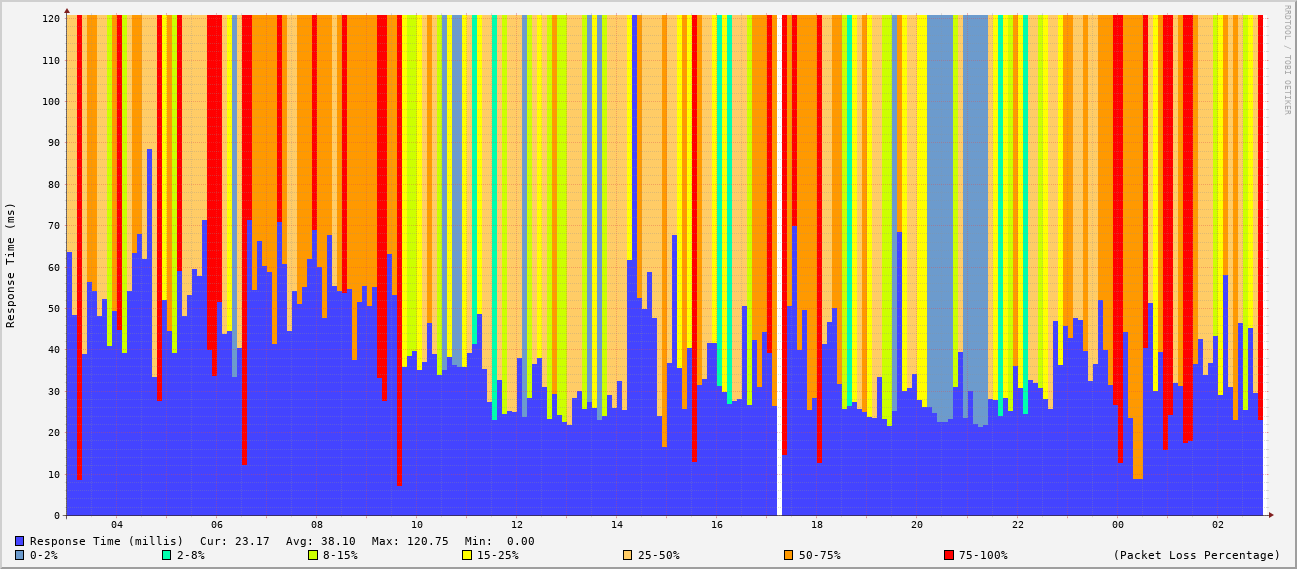 RRDTOOL / TOBI OETIKER
Response Time (ms)
120
110
100
90
80
70
60
50
40
30
20
10
0
04 06 08 10 12 14 16 18 20 22 00 02
Response Time (millis) Cur: 23.17 Avg: 38.10 Max: 120.75 Min: 0.00
0-2% 2-8% 8-15% 15-25% 25-50% 50-75% 75-100% (Packet Loss Percentage)